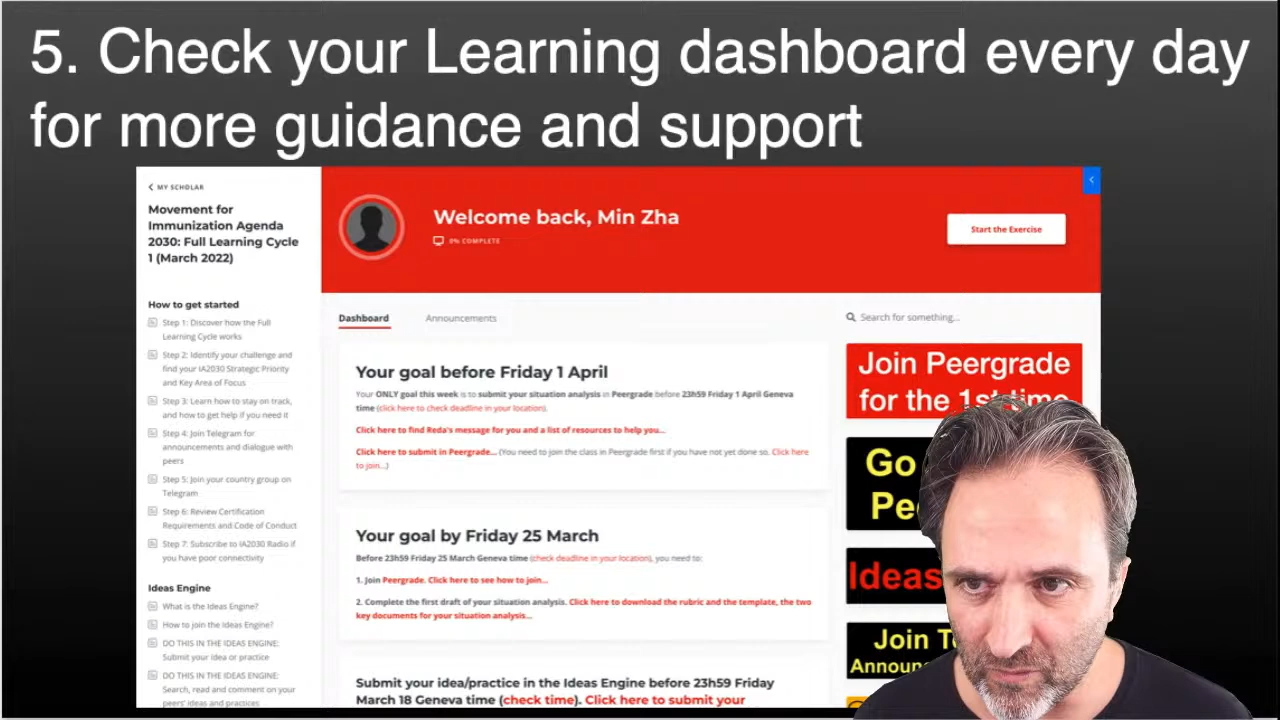 5. Check your Learning dashboard every day
for more guidance and support
MY SCHOLAR
Movement for
Immunization Agenda
2030: Full Learning Cycle
1 (March 2022)
How to get started
Step 1: Discover how the Full
Learning Cycle works
Step 2: Identify your challenge and
find your IA2030 Strategic Priority
and Key Area of Focus
Step 3: Learn how to stay on track,
and how to get help if you need it
Step 4: Join Telegram for
announcements and dialogue with
peers
Step 5: Join your country group on
Telegram
Step 6: Review Certification
Requirements and Code of Conduct
Step 7: Subscribe to IA2030 Radio if
you have poor connectivity
Ideas Engine
What is the Ideas Engine?
How to join the Ideas Engine?
DO THIS IN THE IDEAS ENGINE:
Submit your idea or practice
DO THIS IN THE IDEAS ENGINE:
Search, read and comment on your
peers' ideas and practices
Welcome back, Min Zha
0% COMPLETE
Start the Exercise
Dashboard
Announcements
Search for something...
Your goal before Friday 1 April
Your ONLY goal this week is to submit your situation analysis in Peergrade before 23h59 Friday 1 April Geneva
time (click here to check deadline in your location).
Click here to find Reda's message for you and a list of resources to help you...
Click here to submit in Peergrade... (You need to join the class in Peergrade first if you have not yet done so. Click here
to join...)
Your goal by Friday 25 March
Before 23h59 Friday 25 March Geneva time (check deadline in your location), you need to:
1. Join Peergrade. Click here to see how to join...
2. Complete the first draft of your situation analysis. Click here to download the rubric and the template, the two
key documents for your situation analysis...
Submit your idea/practice in the Ideas Engine before 23h59 Friday
March 18 Geneva time (check time). Click here to submit your
Join Peergrade
for the 1st time
Go
Ideas
Join